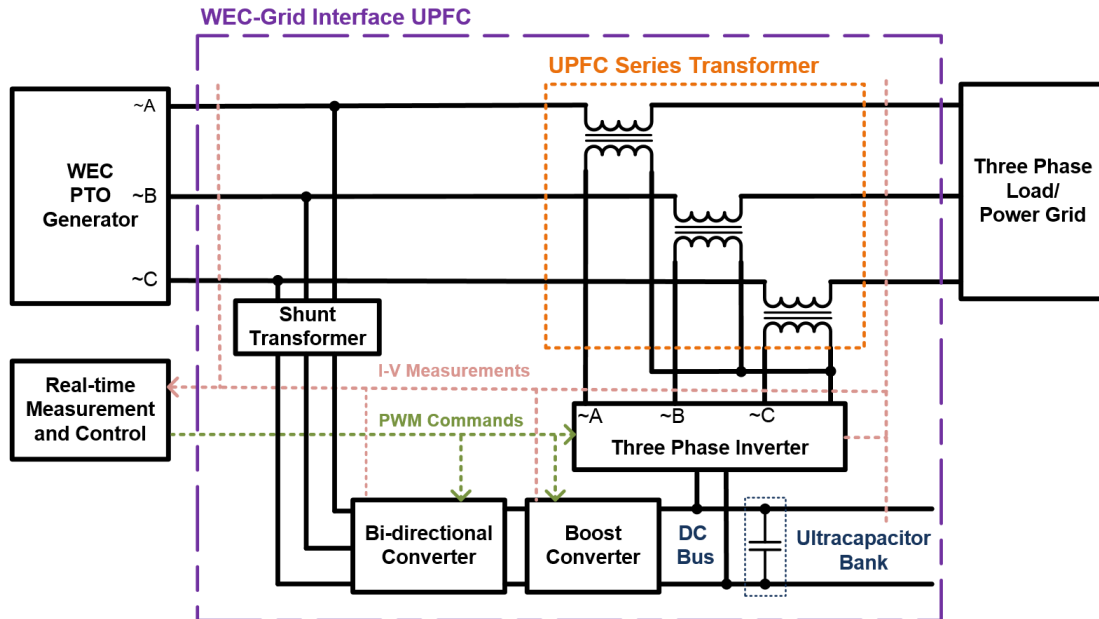 WEC-Grid Interface UPFC
UPFC Series Transformer
~A
WEC
PTO
Generator
~B
~C
Three Phase
Load/
Power Grid
Shunt
Transformer
Real-time
Measurement
and Control
I-V Measurements
PWM Commands
~A
~B
~C
Three Phase Inverter
Bi-directional
Converter
Boost
Converter
DC
Bus
Ultracapacitor
Bank